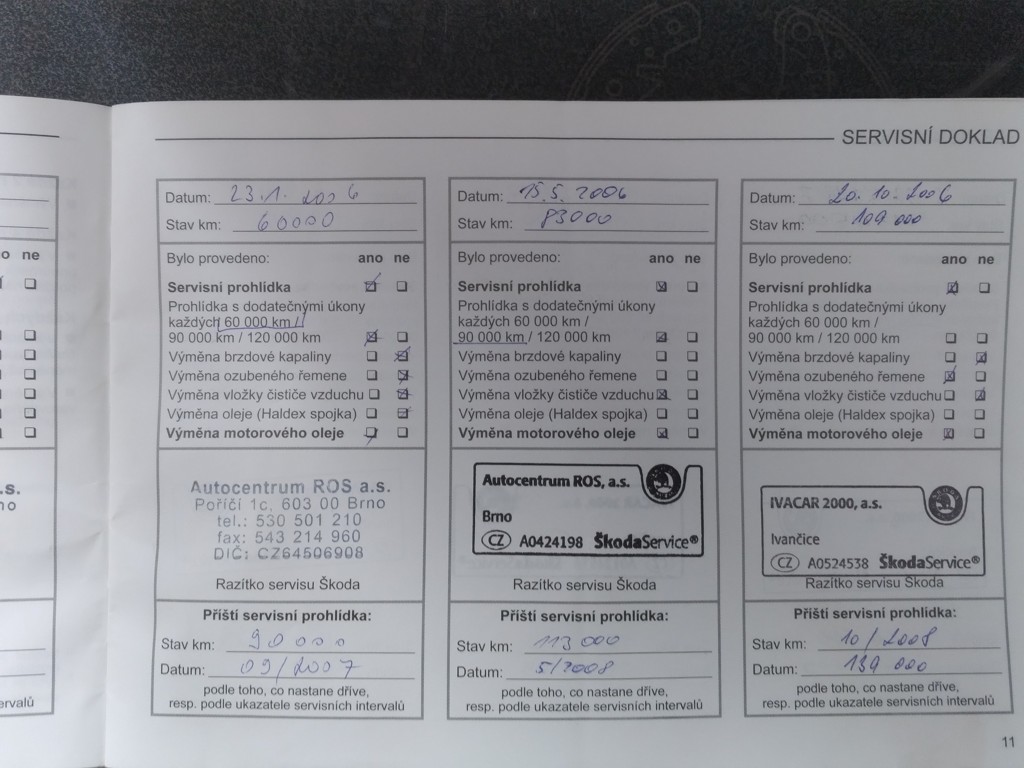 SERVISNÍ DOKLAD
Datum: 23.1. 2006
Stav km: 60000
Bylo provedeno: ano ne
Servisní prohlídka
Prohlídka s dodatečnými úkony
každých 60 000 km /
90 000 km / 120 000 km
Výměna brzdové kapaliny
Výměna ozubeného řemene
Výměna vložky čističe vzduchu
Výměna oleje (Haldex spojka)
Výměna motorového oleje
Autocentrum ROS a.s.
Poříčí 1c, 603 00 Brno
tel.: 530 501 210
fax: 543 214 960
DIČ: CZ64506908
Razítko servisu Škoda
Příští servisní prohlídka:
Stav km: 90000
Datum: 09/2007
podle toho, co nastane dříve,
resp. podle ukazatele servisních intervalů
Datum: 15.5. 2006
Stav km: 83000
Bylo provedeno: ano ne
Servisní prohlídka
Prohlídka s dodatečnými úkony
každých 60 000 km /
90 000 km / 120 000 km
Výměna brzdové kapaliny
Výměna ozubeného řemene
Výměna vložky čističe vzduchu
Výměna oleje (Haldex spojka)
Výměna motorového oleje
Autocentrum ROS, a.s.
Brno
CZ A0424198 ŠkodaService®
Razítko servisu Škoda
Příští servisní prohlídka:
Stav km: 113 000
Datum: 5/2008
podle toho, co nastane dříve,
resp. podle ukazatele servisních intervalů
Datum: 20.10.2006
Stav km: 109 000
Bylo provedeno: ano ne
Servisní prohlídka
Prohlídka s dodatečnými úkony
každých 60 000 km /
90 000 km / 120 000 km
Výměna brzdové kapaliny
Výměna ozubeného řemene
Výměna vložky čističe vzduchu
Výměna oleje (Haldex spojka)
Výměna motorového oleje
IVACAR 2000, a.s.
Ivančice
CZ A0524538 ŠkodaService®
Razítko servisu Škoda
Příští servisní prohlídka:
Stav km: 10/2008
Datum: 139 000
podle toho, co nastane dříve,
resp. podle ukazatele servisních intervalů
11
o ne
.s.
no
ervalů